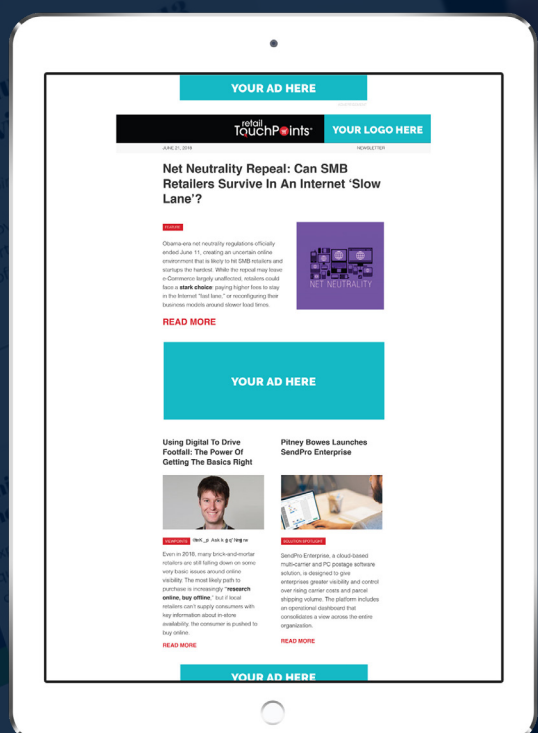 YOUR AD HERE
retail
TouchPoints
YOUR LOGO HERE
JUNE 21, 2018
NEWSLETTER
Net Neutrality Repeal: Can SMB
Retailers Survive In An Internet ‘Slow
Lane’?
FEATURE
Obama-era net neutrality regulations officially
ended June 11, creating an uncertain online
environment that is likely to hit SMB retailers and
startups the hardest. While the repeal may leave
e-Commerce largely unaffected, retailers could
face a stark choice: paying higher fees to stay
in the Internet "fast lane," or reconfiguring their
business models around slower load times.
NET NEUTRALITY
READ MORE
YOUR AD HERE
Using Digital To Drive
Footfall: The Power Of
Getting The Basics Right
VIEWPOINTS
Even in 2018, many brick-and-mortar
retailers are still falling down on some
very basic issues around online
visibility. The most likely path to
purchase is increasingly "research
online, buy offline," but if local
retailers can't supply consumers with
key information about in-store
availability, the consumer is pushed to
buy online.
READ MORE
Pitney Bowes Launches
SendPro Enterprise
SOLUTION SPOTLIGHT
SendPro Enterprise, a cloud-based
multi-carrier and PC postage software
solution, is designed to give
enterprises greater visibility and control
over rising carrier costs and parcel
shipping volume. The platform includes
an operational dashboard that
consolidates a view across the entire
organization.
READ MORE
YOUR AD HERE